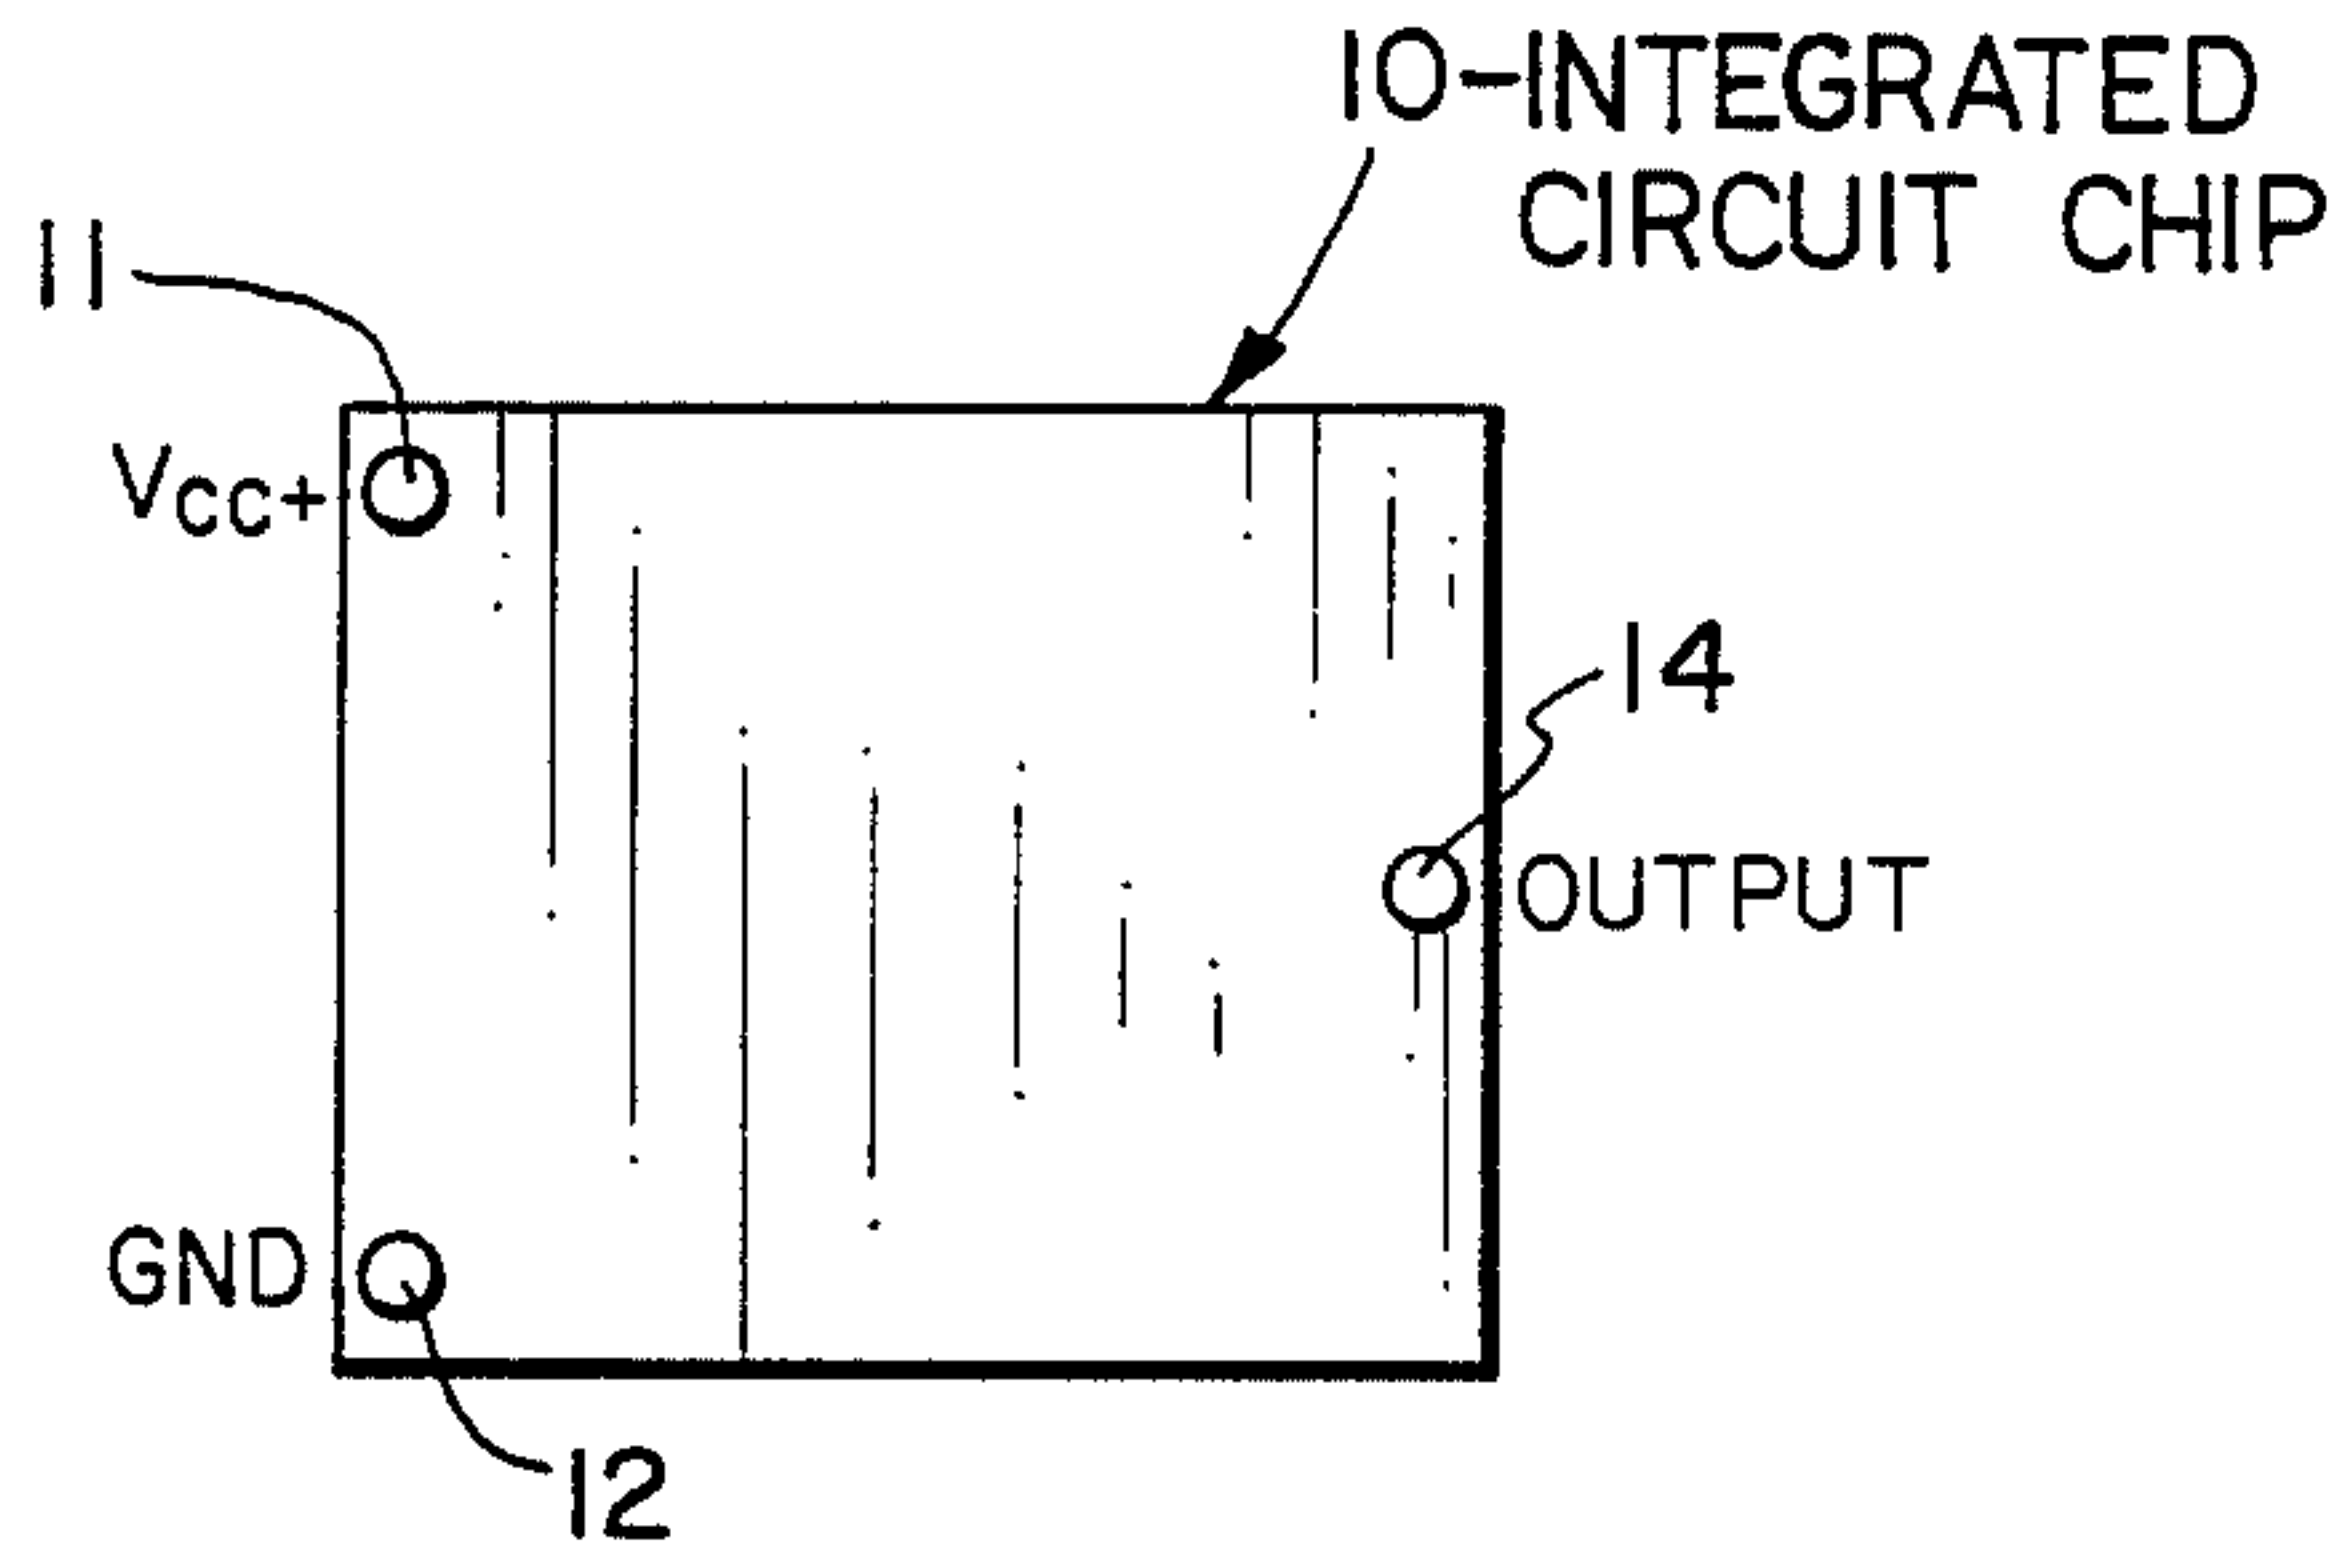 10-INTEGRATED
CIRCUIT CHIP
11
VCC+
14
OUTPUT
GND
12